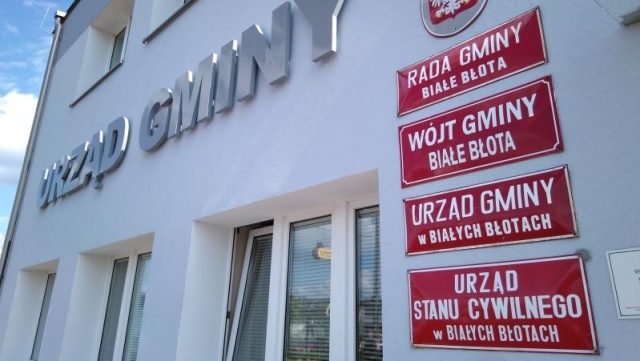 URZĄD GMINY
RADA GMINY
BIAŁE BŁOTA
WÓJT GMINY
BIAŁE BŁOTA
URZĄD GMINY
W BIAŁYCH BŁOTACH
URZĄD
STANU CYWILNEGO
W BIAŁYCH BŁOTACH